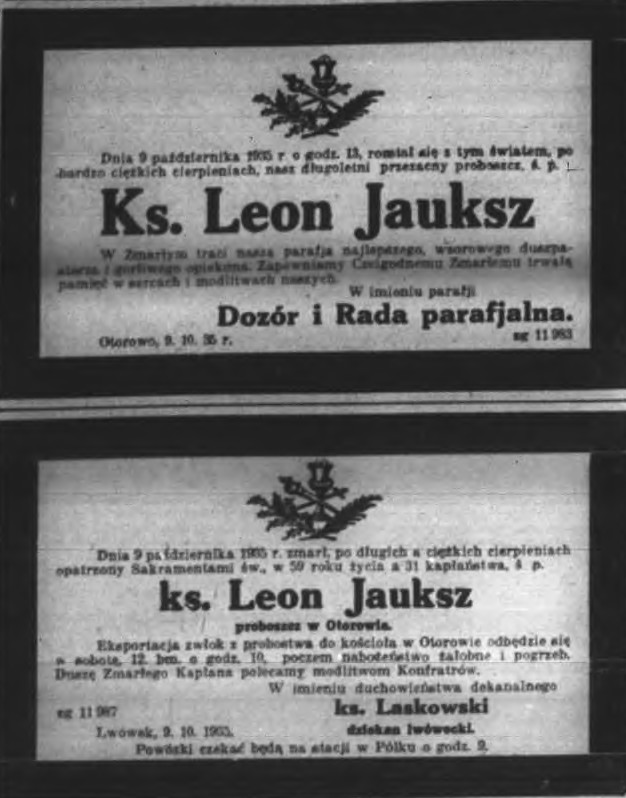 Dnia 9 października 1935 r. o godz. 13, rozstał się z tym światem, po
bardzo ciężkich cierpieniach, nasz długoletni przezacny proboszcz, ś. p.
Ks. Leon Jauksz
W Zmarłym traci nasza parafja najlepszego, wzorowego duszpa-
sterza i gorliwego opiekuna. Zapewniamy Czcigodnemu Zmarłemu trwałą
pamięć w sercach i modlitwach naszych.
W imieniu parafji
Dozór i Rada parafjalna.
Otorowo, 9. 10. 35 r.
zg 11 983
Dnia 9 października 1935 r. zmarł, po długich a ciężkich cierpieniach
opatrzony Sakramentami św., w 59 roku życia a 31 kapłaństwa, ś. p.
ks. Leon Jauksz
proboszcz w Otorowie.
Eksportacja zwłok z probostwa do kościoła w Otorowie odbędzie się
w sobotę, 12. bm. o godz. 10, poczem nabożeństwo żałobne i pogrzeb.
Duszę Zmarłego Kapłana polecamy modlitwom Konfratrów.
W imieniu duchowieństwa dekanalnego
zg 11 987
ks. Laskowski
Lwówek, 9. 10. 1935.
dziekan lwówecki.
Powózki czekać będą na stacji w Pólku o godz. 9.